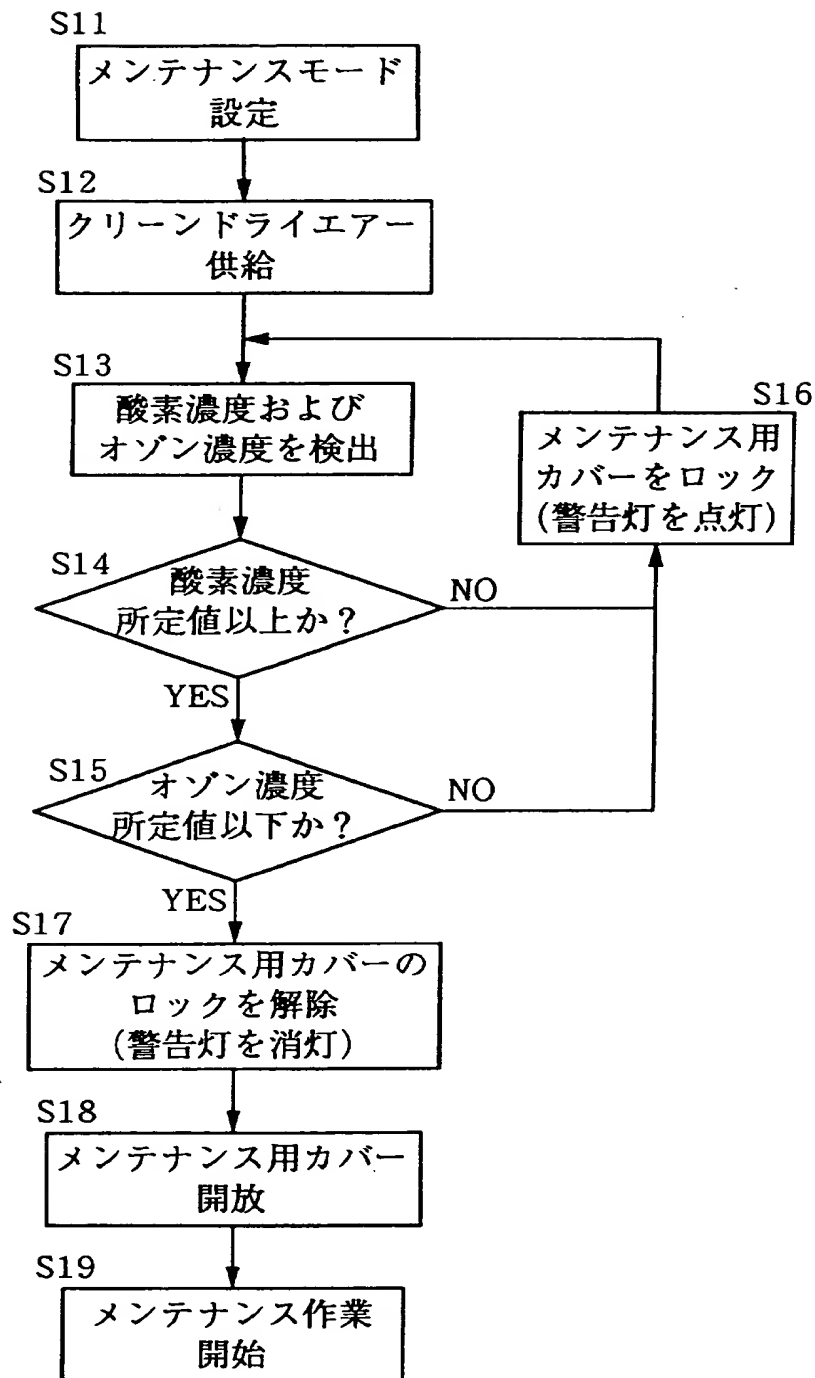 S11
メンテナンスモード
設定
S12
クリーンドライエアー
供給
S13
酸素濃度および
オゾン濃度を検出
S16
メンテナンス用
カバーをロック
(警告灯を点灯)
S14
酸素濃度
所定値以上か?
NO
YES
S15
オゾン濃度
所定値以下か?
NO
YES
S17
メンテナンス用カバーの
ロックを解除
(警告灯を消灯)
S18
メンテナンス用カバー
開放
S19
メンテナンス作業
開始